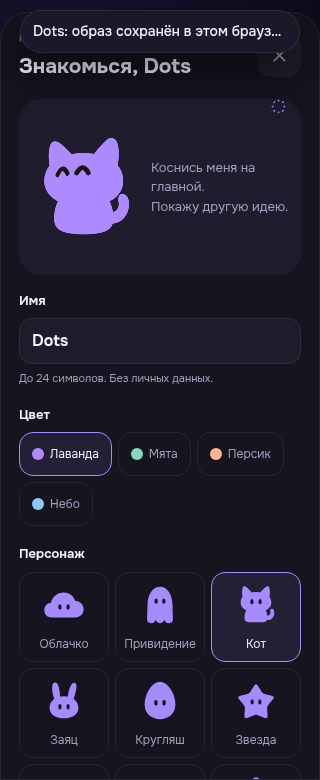 Dots: образ сохранён в этом брауз...
Знакомься, Dots
Коснись меня на
главной.
Покажу другую идею.
Имя
Dots
До 24 символов. Без личных данных.
Цвет
Лаванда
Мята
Персик
Небо
Персонаж
Облачко
Привидение
Кот
Заяц
Кругляш
Звезда